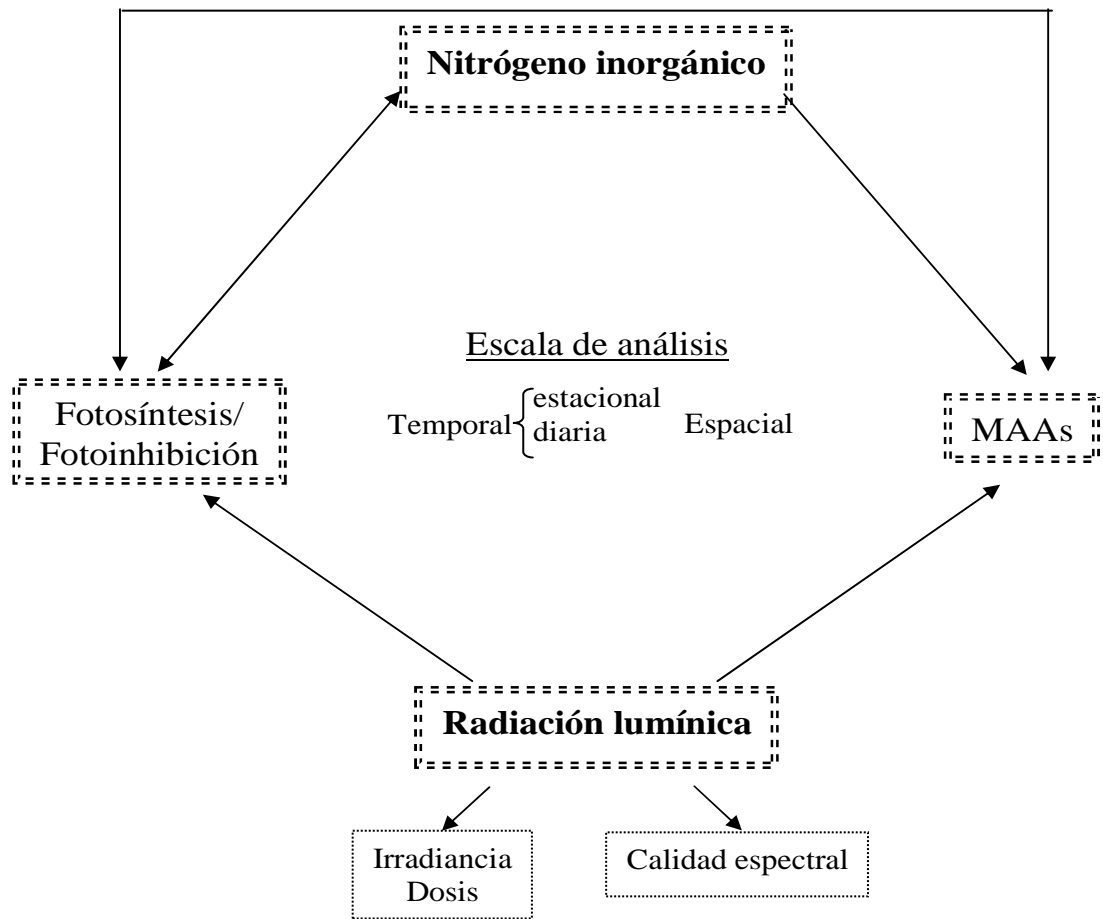 Nitrógeno inorgánico
Escala de análisis
Temporal
estacional
diaria
Espacial
Fotosíntesis/
Fotoinhibición
MAAs
Radiación lumínica
Irradiancia
Dosis
Calidad espectral